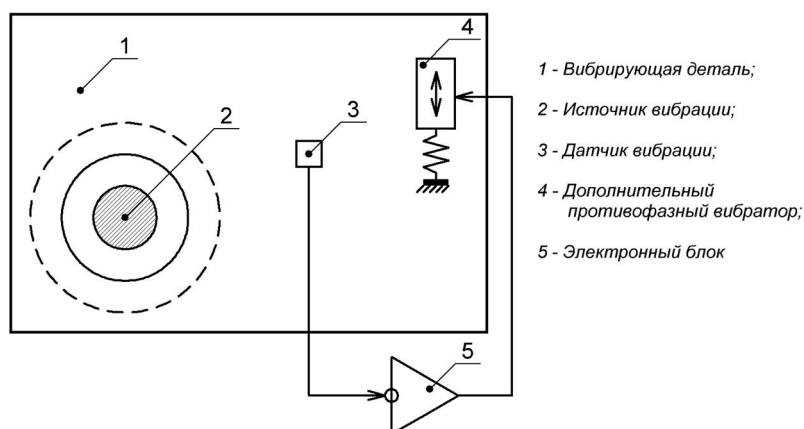 1
2
3
4
5
1 - Вибрирующая деталь;
2 - Источник вибрации;
3 - Датчик вибрации;
4 - Дополнительный
противофазный вибратор;
5 - Электронный блок